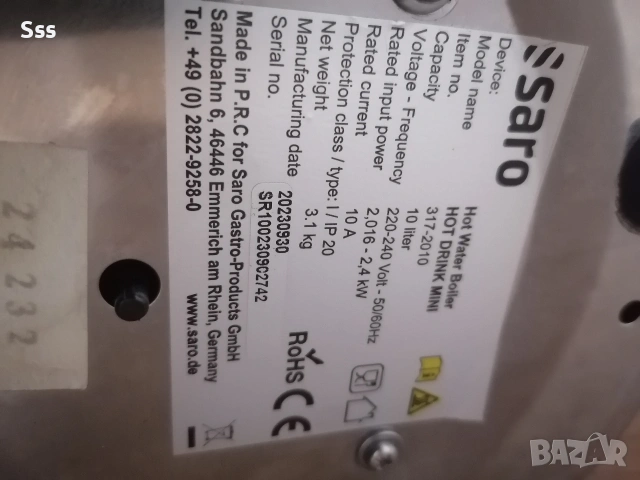 Sss
saro
Device: Hot Water Boiler
Model name HOT DRINK MINI
Item no. 317-2010
Capacity 10 liter
Voltage - Frequency 220-240 Volt - 50/60Hz
Rated input power 2,016 - 2,4 kW
Rated current 10 A
Protection class / type: I / IP 20
Net weight 3.1 kg
Manufacturing date 20230930
Serial no. SR100230902742
RoHS CE
Made in P.R.C for Saro Gastro-Products GmbH
Sandbahn 6, 46446 Emmerich am Rhein, Germany
Tel. +49 (0) 2822-9258-0 www.saro.de
24232
BAZAR